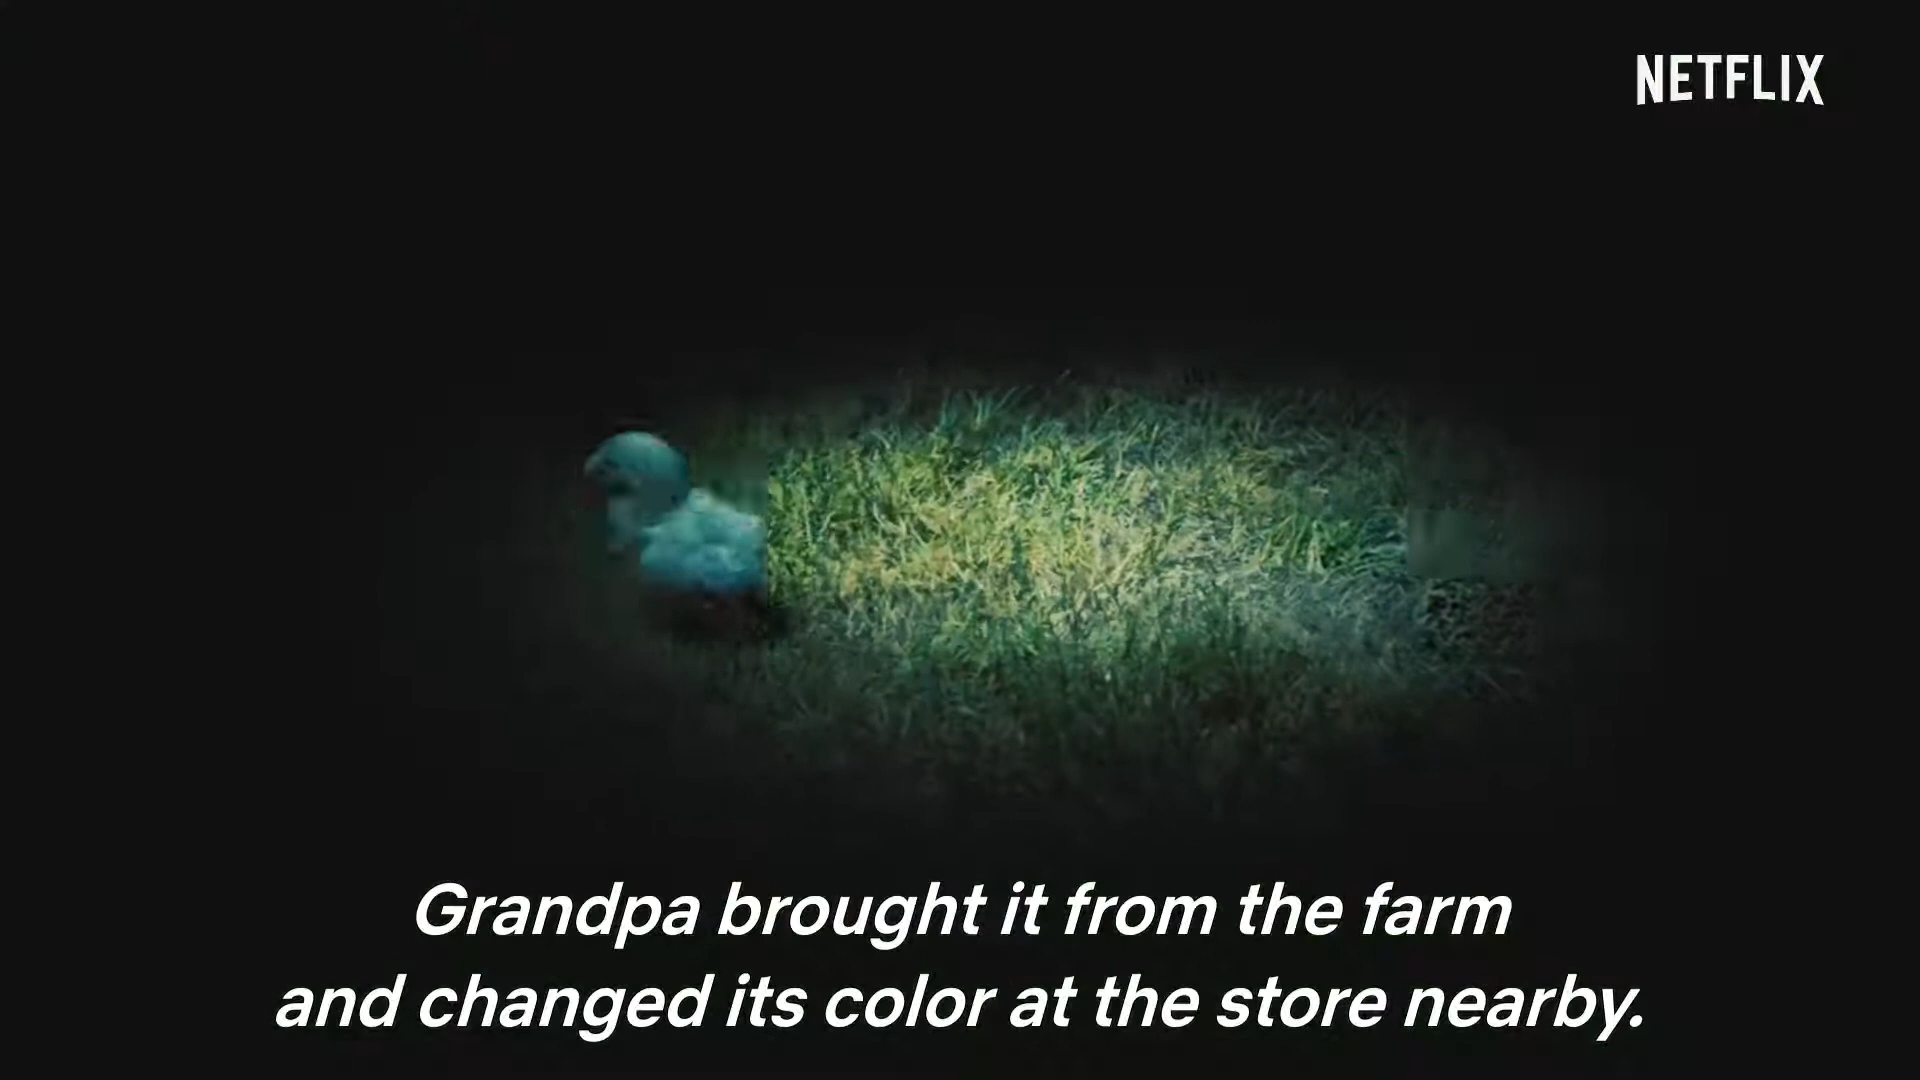 NETFLIX
Grandpa brought it from the farm
and changed its color at the store nearby.